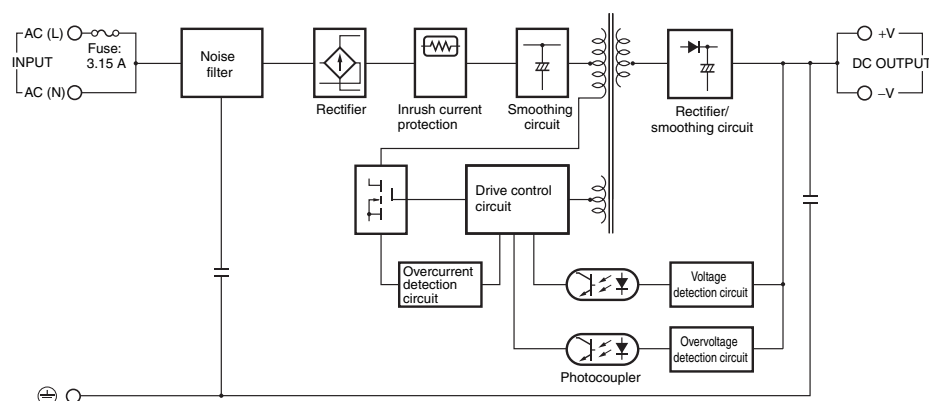 AC (L)
Fuse:
3.15 A
INPUT
AC (N)
Noise
filter
Rectifier
Inrush current
protection
Smoothing
circuit
Rectifier/
smoothing circuit
+V
DC OUTPUT
–V
Drive control
circuit
Overcurrent
detection
circuit
Voltage
detection circuit
Overvoltage
detection circuit
Photocoupler